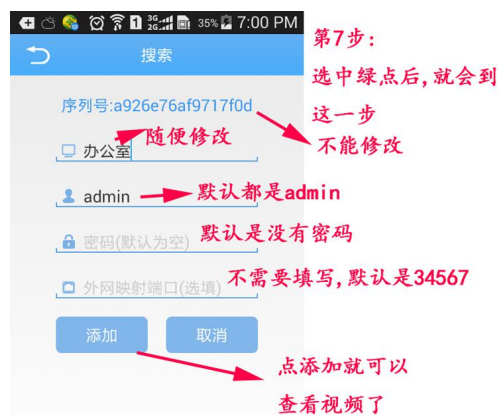 35% 7:00 PM
搜索
第7步:
选中绿点后,就会到
这一步
序列号:a926e76af9717f0d
不能修改
随便修改
办公室
admin
默认都是admin
密码(默认为空)
默认是没有密码
外网映射端口(选填)
不需要填写,默认是34567
添加
取消
点添加就可以
查看视频了